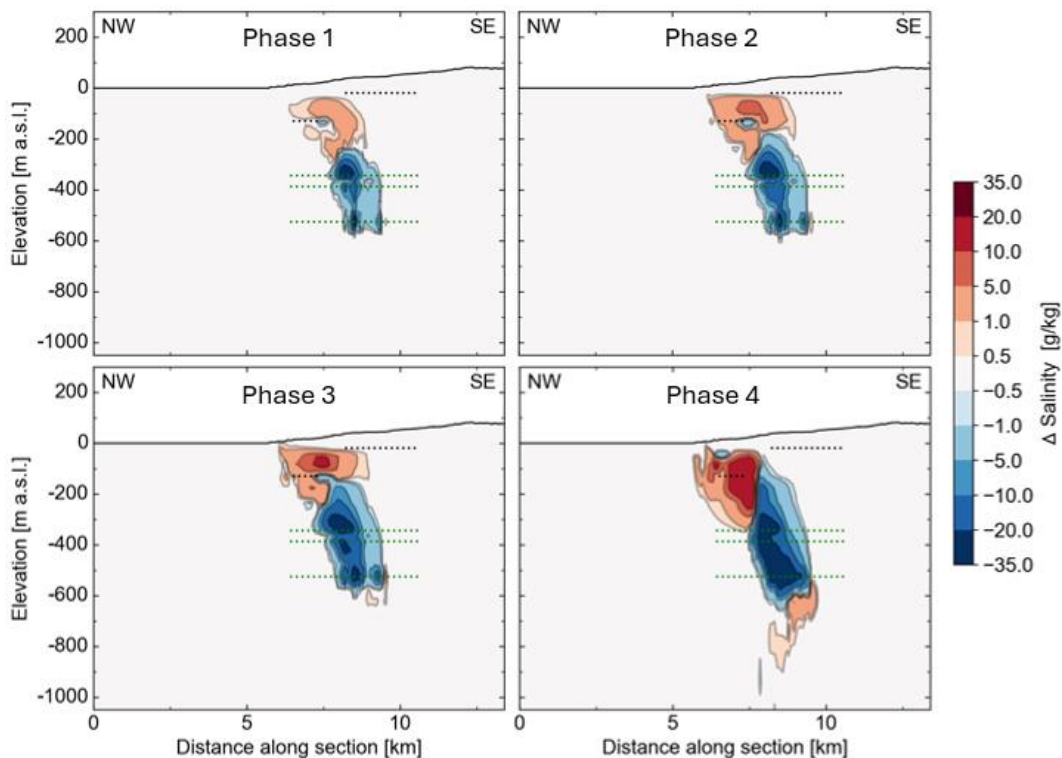 NW Phase 1 SE
NW Phase 2 SE
200
0
-200
-400
-600
-800
-1000
Elevation [m a.s.l.]
NW Phase 3 SE
NW Phase 4 SE
200
0
-200
-400
-600
-800
-1000
Elevation [m a.s.l.]
0 5 10
Distance along section [km]
0 5 10
Distance along section [km]
35.0
20.0
10.0
5.0
1.0
0.5
−0.5
−1.0
−5.0
−10.0
−20.0
−35.0
Δ Salinity [g/kg]